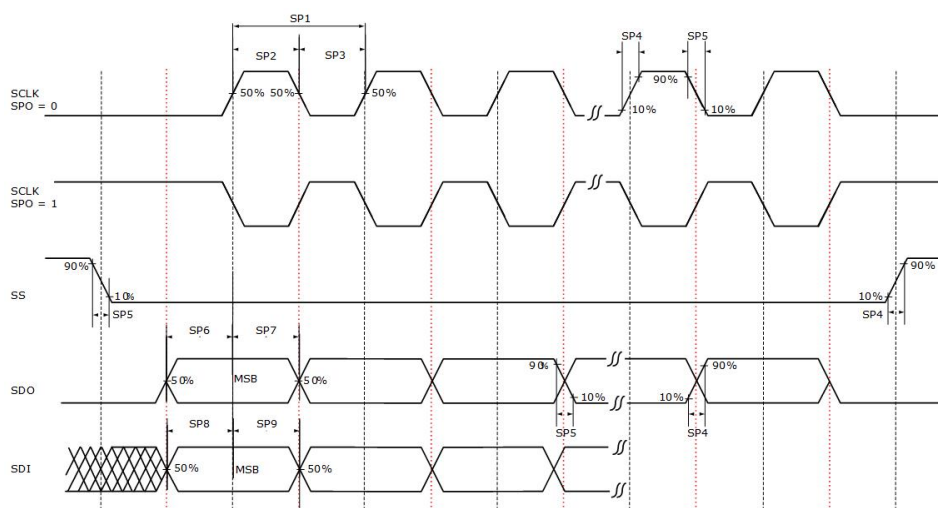 SP1
SP2
SP3
SP4
SP5
SCLK
SPO = 0
50%
50%
50%
90%
10%
10%
SCLK
SPO = 1
90%
90%
SS
10%
10%
SP5
SP4
SP6
SP7
SDO
50%
MSB
50%
90%
10%
10%
90%
SP5
SP4
SP8
SP9
SDI
50%
MSB
50%